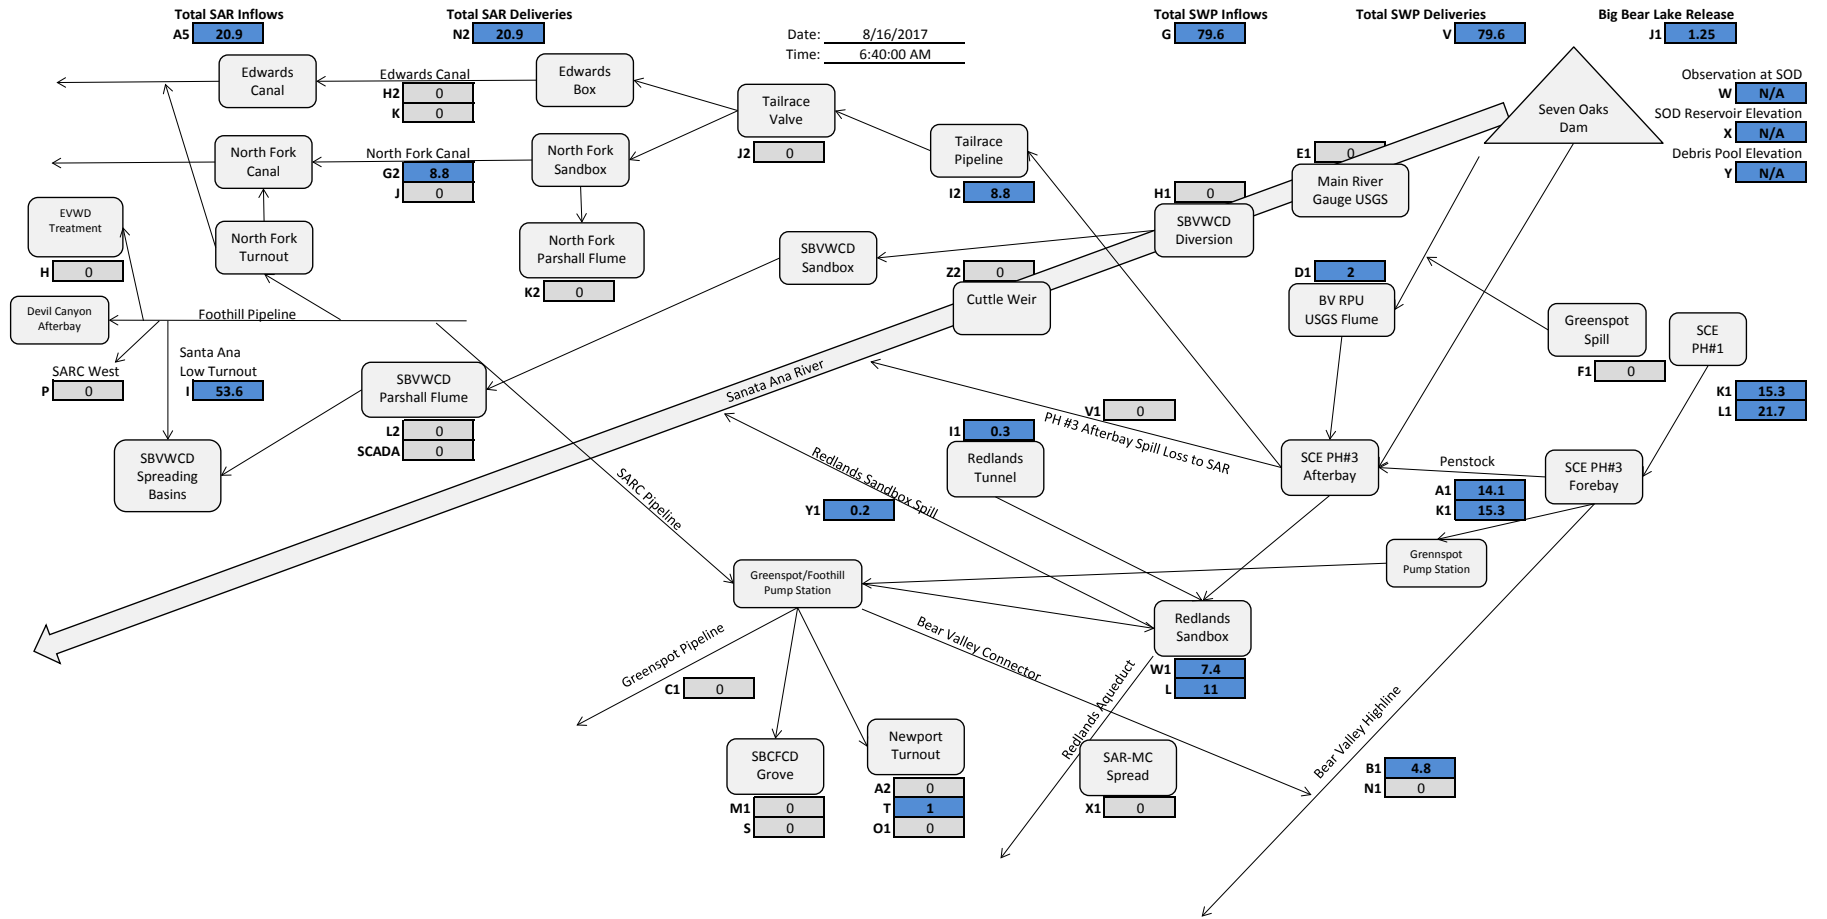 Total SAR Inflows
A5 20.9
Total SAR Deliveries
N2 20.9
Date: 8/16/2017
Time: 6:40:00 AM
Total SWP Inflows
G 79.6
Total SWP Deliveries
V 79.6
Big Bear Lake Release
J1 1.25
Edwards
Canal
Edwards Canal
H2 0
K 0
Edwards
Box
Tailrace
Valve
J2 0
Tailrace
Pipeline
I2 8.8
Seven Oaks
Dam
Observation at SOD
W N/A
SOD Reservoir Elevation
X N/A
Debris Pool Elevation
Y N/A
North Fork
Canal
North Fork Canal
G2 8.8
J 0
North Fork
Sandbox
E1 0
Main River
Gauge USGS
H1 0
SBVWCD
Diversion
EVWD
Treatment
H 0
North Fork
Turnout
North Fork
Parshall Flume
K2 0
SBVWCD
Sandbox
Z2 0
Cuttle Weir
D1 2
BV RPU
USGS Flume
Greenspot
Spill
F1 0
SCE
PH#1
K1 15.3
L1 21.7
Devil Canyon
Afterbay
Foothill Pipeline
SARC West
P 0
Santa Ana
Low Turnout
I 53.6
SBVWCD
Parshall Flume
L2 0
SCADA 0
SBVWCD
Spreading
Basins
Sanata Ana River
V1 0
PH #3 Afterbay Spill Loss to SAR
I1 0.3
Redlands
Tunnel
Redlands Sandbox Spill
Y1 0.2
SARC Pipeline
SCE PH#3
Afterbay
Penstock
A1 14.1
K1 15.3
SCE PH#3
Forebay
Grennspot
Pump Station
Greenspot/Foothill
Pump Station
Redlands
Sandbox
W1 7.4
L 11
Greenspot Pipeline
C1 0
Bear Valley Connector
Redlands Aqueduct
Bear Valley Highline
SBCFCD
Grove
M1 0
S 0
Newport
Turnout
A2 0
T 1
O1 0
SAR-MC
Spread
X1 0
B1 4.8
N1 0